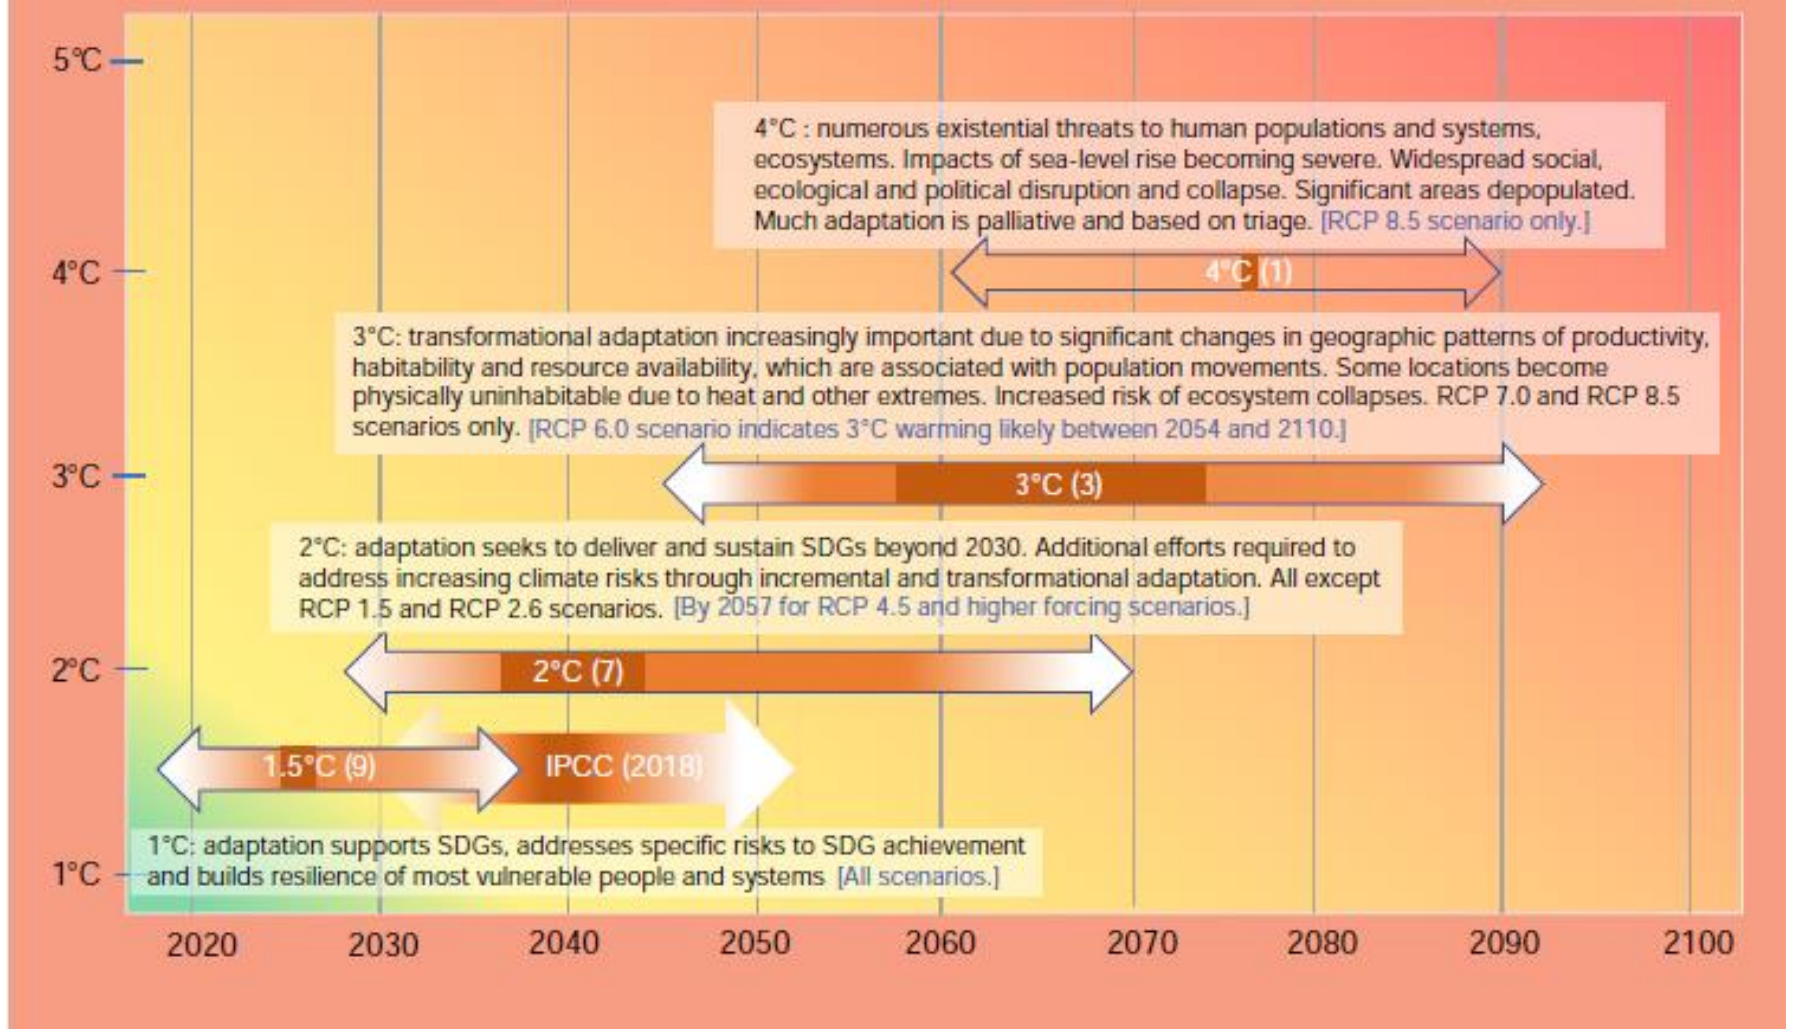 5°C
4°C : numerous existential threats to human populations and systems,
ecosystems. Impacts of sea-level rise becoming severe. Widespread social,
ecological and political disruption and collapse. Significant areas depopulated.
Much adaptation is palliative and based on triage. [RCP 8.5 scenario only.]
4°C
4°C (1)
3°C: transformational adaptation increasingly important due to significant changes in geographic patterns of productivity,
habitability and resource availability, which are associated with population movements. Some locations become
physically uninhabitable due to heat and other extremes. Increased risk of ecosystem collapses. RCP 7.0 and RCP 8.5
scenarios only. [RCP 6.0 scenario indicates 3°C warming likely between 2054 and 2110.]
3°C
3°C (3)
2°C: adaptation seeks to deliver and sustain SDGs beyond 2030. Additional efforts required to
address increasing climate risks through incremental and transformational adaptation. All except
RCP 1.5 and RCP 2.6 scenarios. [By 2057 for RCP 4.5 and higher forcing scenarios.]
2°C
2°C (7)
1.5°C (9)
IPCC (2018)
1°C: adaptation supports SDGs, addresses specific risks to SDG achievement
and builds resilience of most vulnerable people and systems [All scenarios.]
1°C
2020 2030 2040 2050 2060 2070 2080 2090 2100